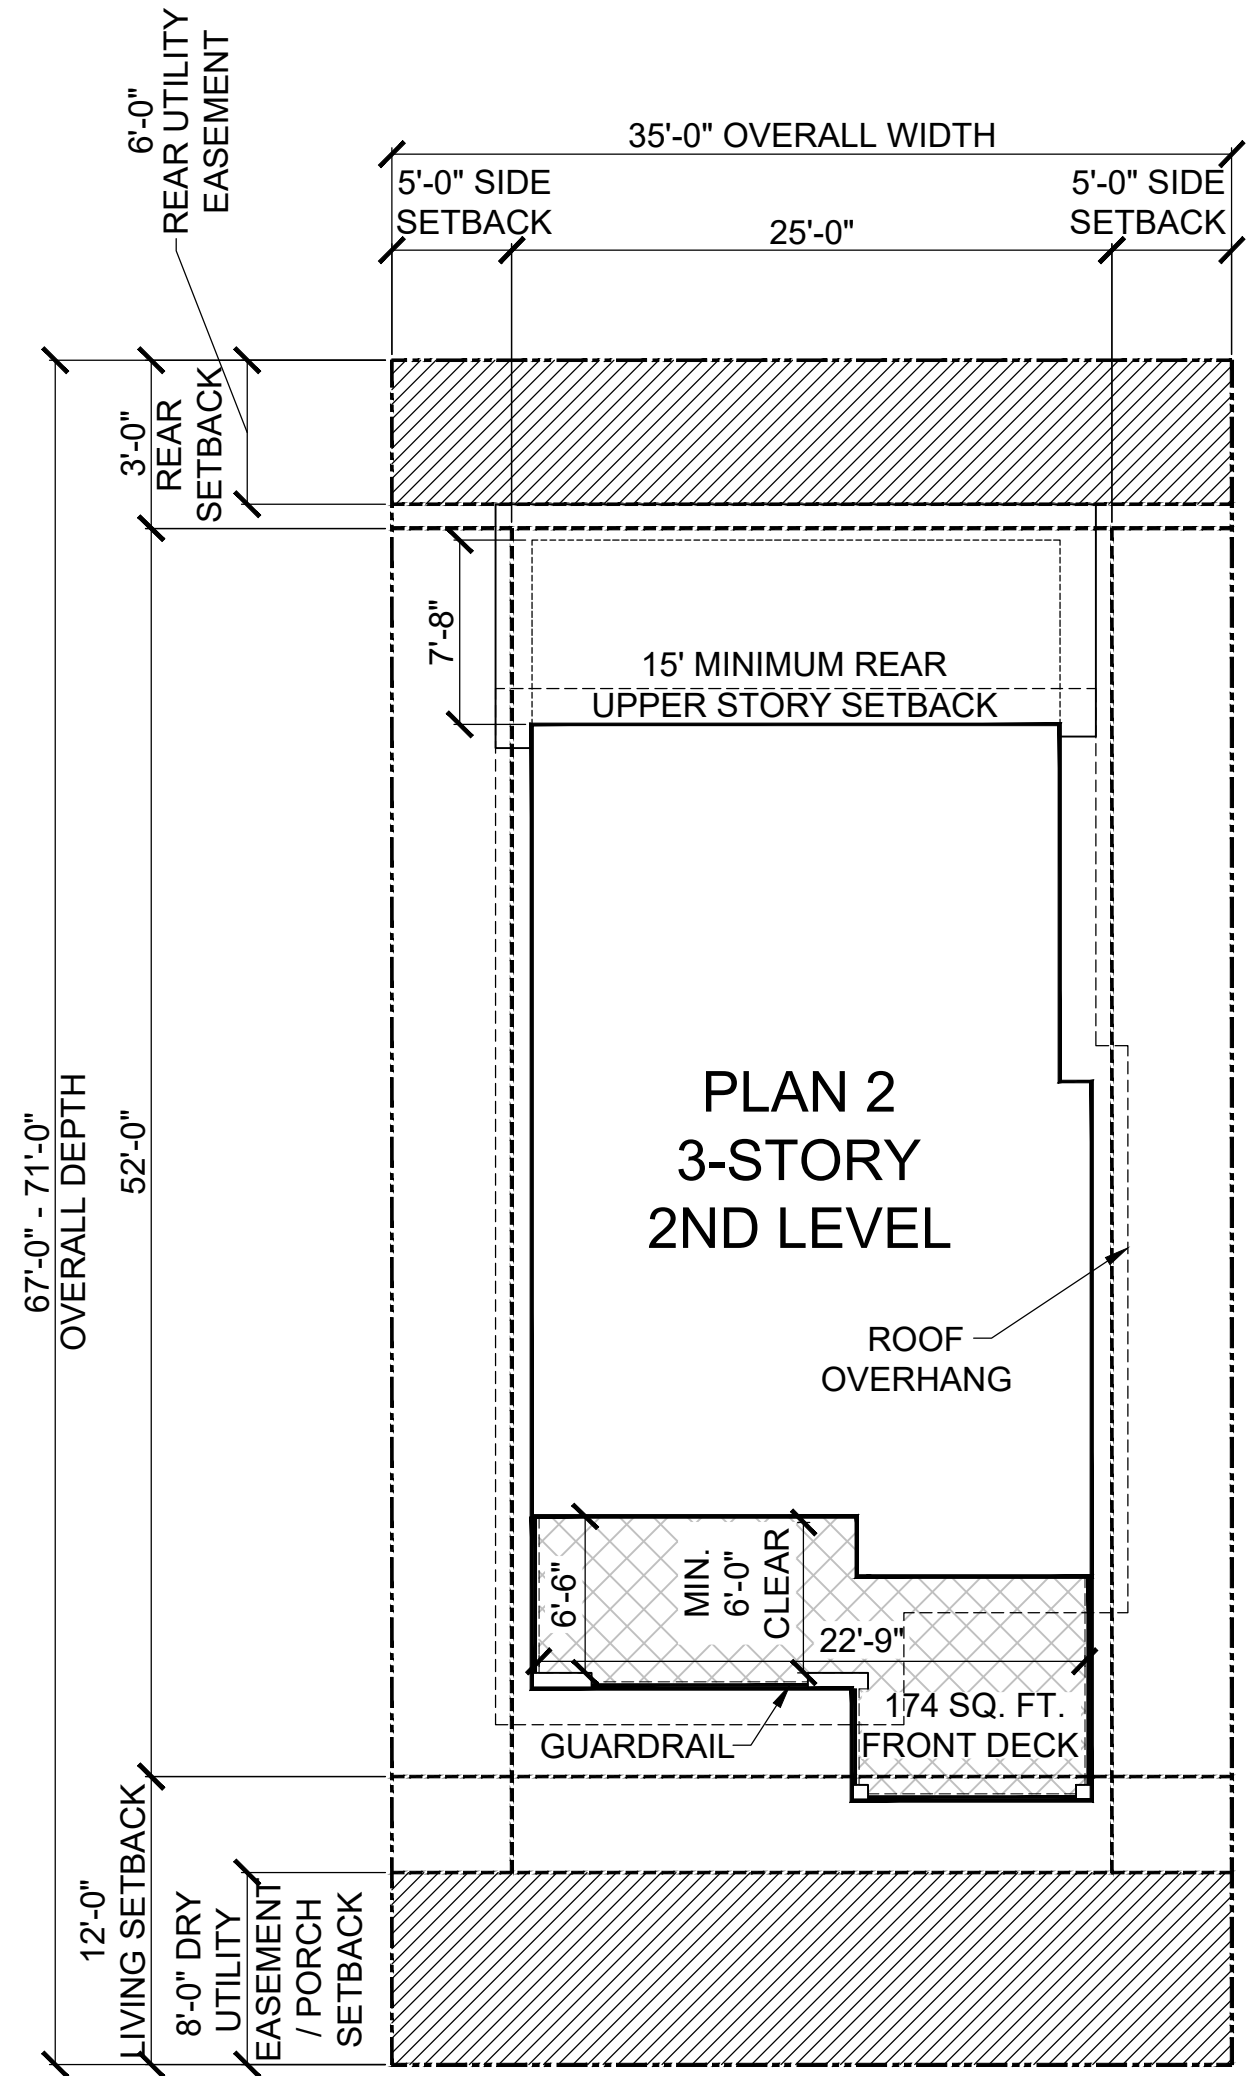 6'-0"
REAR UTILITY
EASEMENT
35'-0" OVERALL WIDTH
5'-0" SIDE
SETBACK
25'-0"
5'-0" SIDE
SETBACK
3'-0"
REAR
SETBACK
7'-8"
15' MINIMUM REAR
UPPER STORY SETBACK
67'-0" - 71'-0"
OVERALL DEPTH
52'-0"
PLAN 2
3-STORY
2ND LEVEL
ROOF
OVERHANG
6'-6"
MIN.
6'-0"
CLEAR
22'-9"
174 SQ. FT.
FRONT DECK
GUARDRAIL
12'-0"
LIVING SETBACK
8'-0" DRY
UTILITY
EASEMENT
/ PORCH
SETBACK